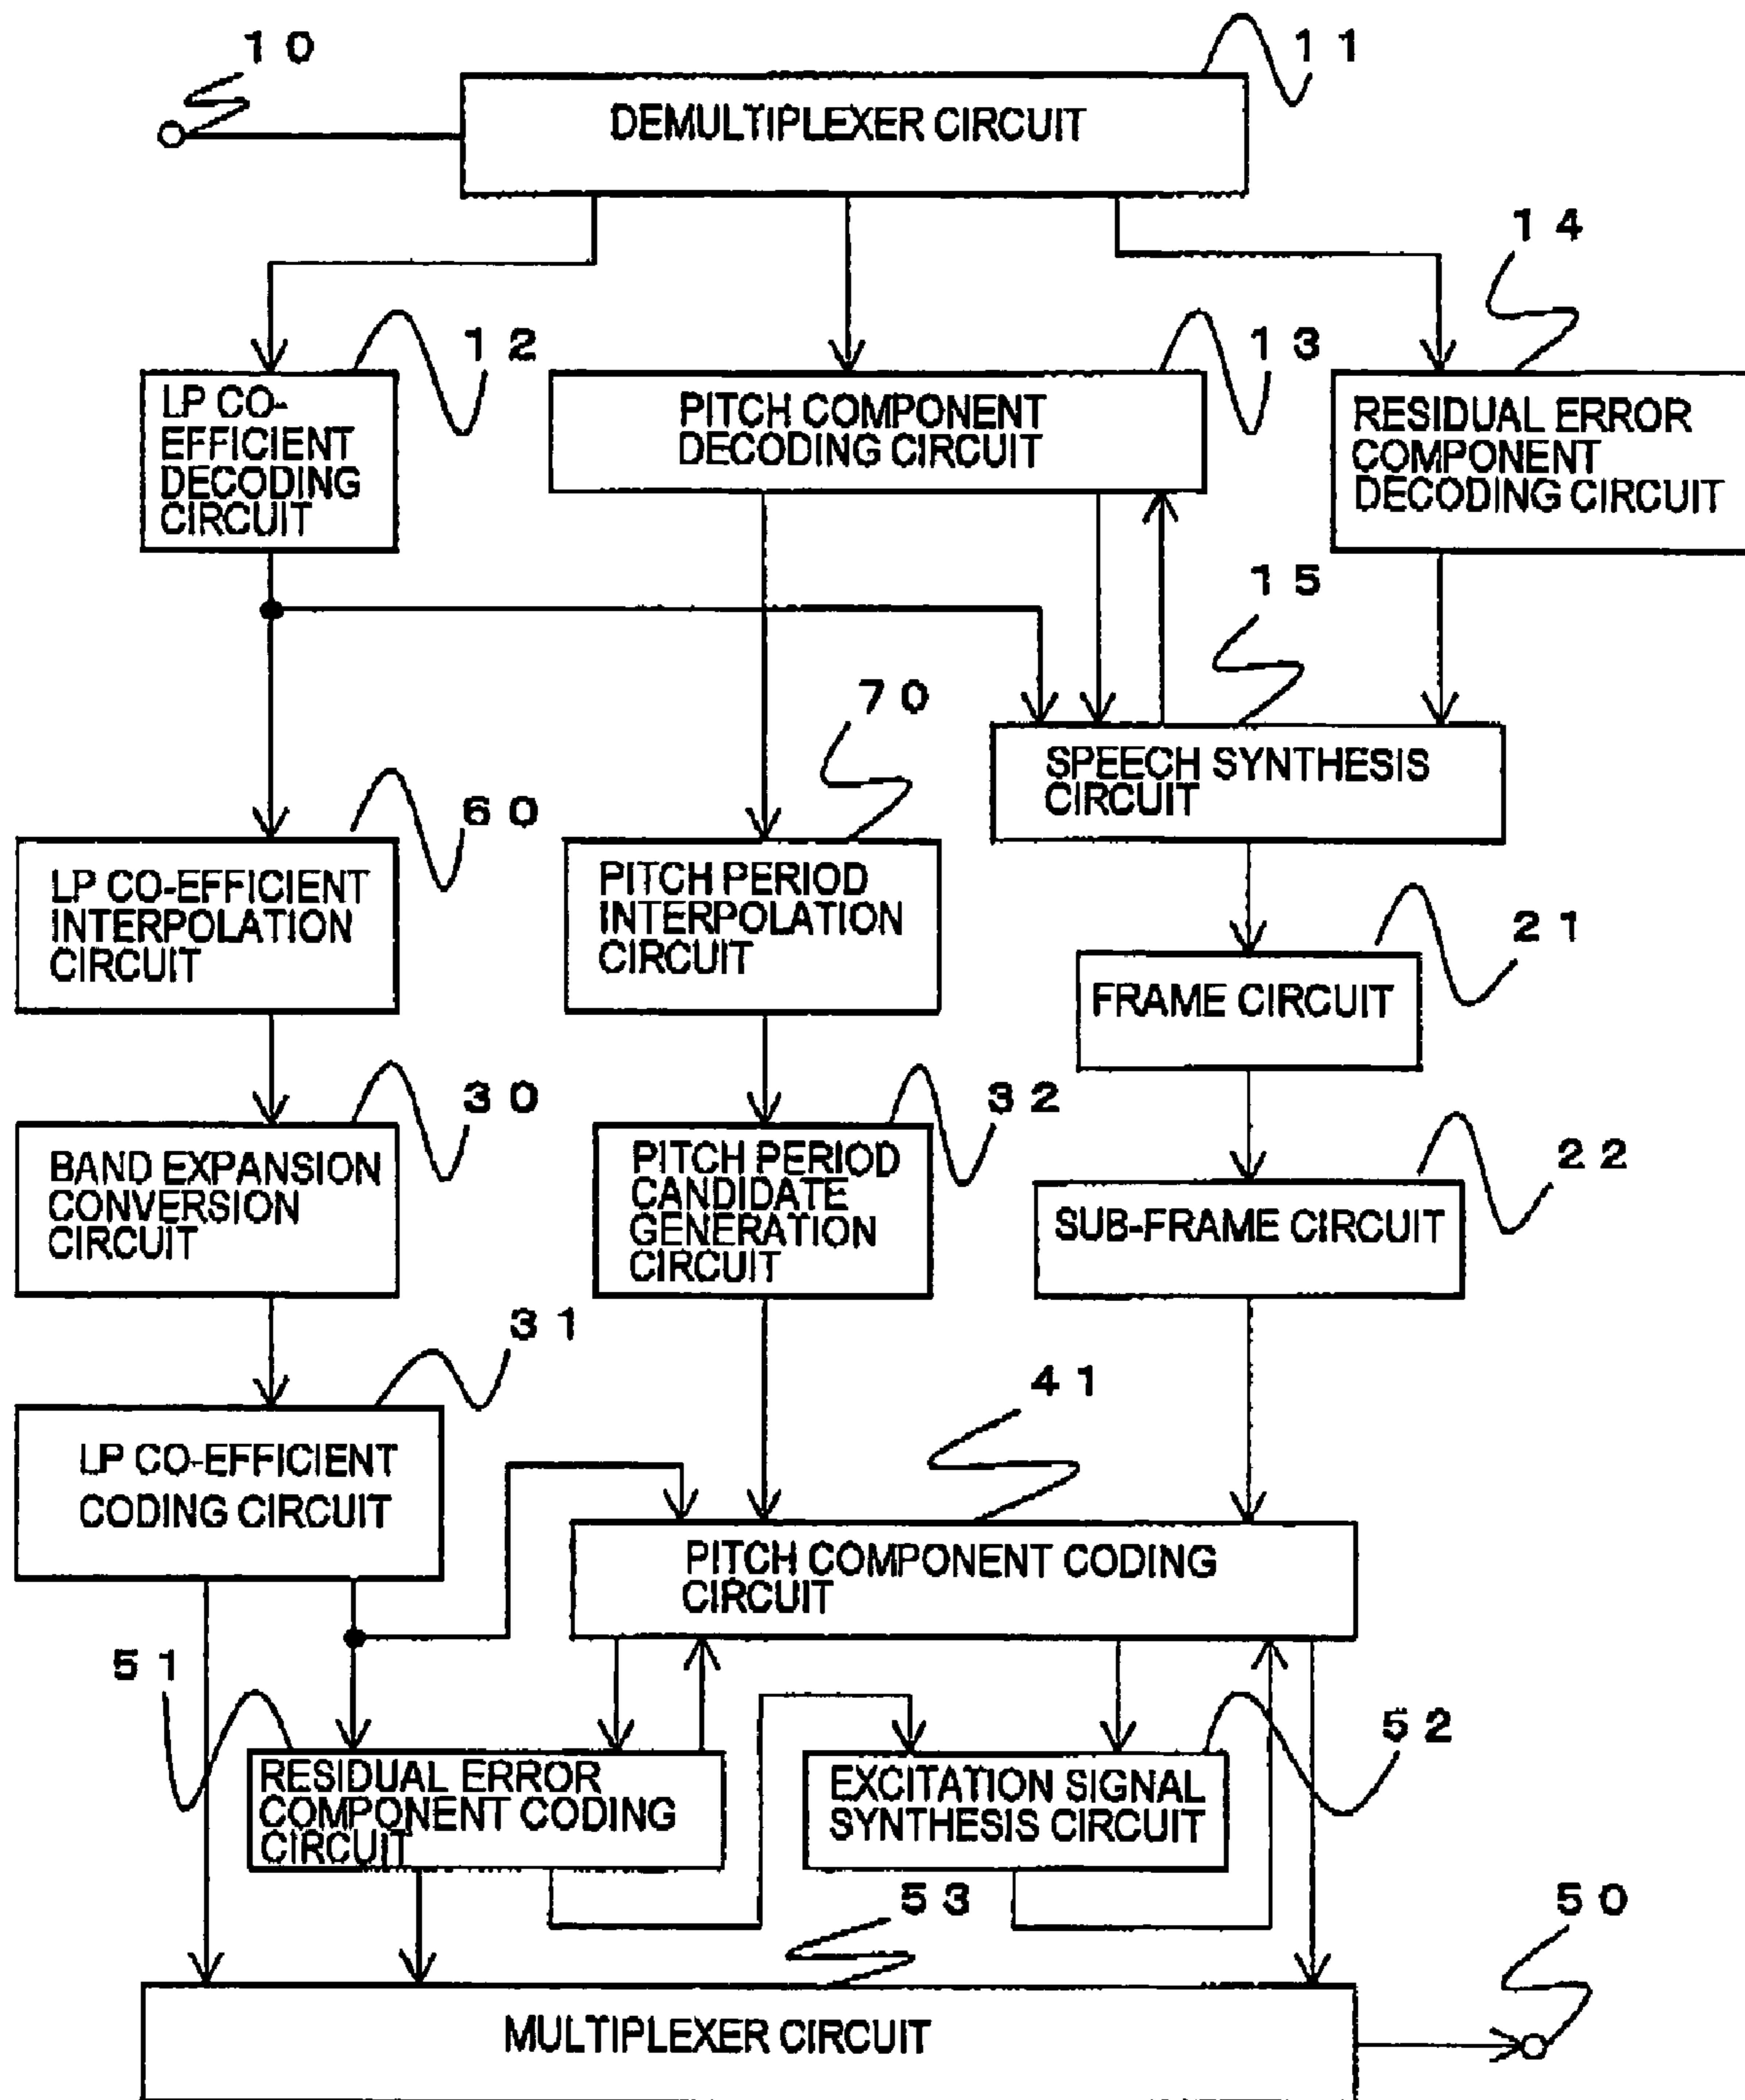 10
11
DEMULTIPLEXER CIRCUIT
14
12
13
LP CO-
EFFICIENT
DECODING
CIRCUIT
PITCH COMPONENT
DECODING CIRCUIT
RESIDUAL ERROR
COMPONENT
DECODING CIRCUIT
15
70
60
SPEECH SYNTHESIS
CIRCUIT
LP CO-EFFICIENT
INTERPOLATION
CIRCUIT
PITCH PERIOD
INTERPOLATION
CIRCUIT
21
FRAME CIRCUIT
30
32
22
BAND EXPANSION
CONVERSION
CIRCUIT
PITCH PERIOD
CANDIDATE
GENERATION
CIRCUIT
SUB-FRAME CIRCUIT
31
41
LP CO-EFFICIENT
CODING CIRCUIT
PITCH COMPONENT CODING
CIRCUIT
51
52
RESIDUAL ERROR
COMPONENT CODING
CIRCUIT
EXCITATION SIGNAL
SYNTHESIS CIRCUIT
53
50
MULTIPLEXER CIRCUIT